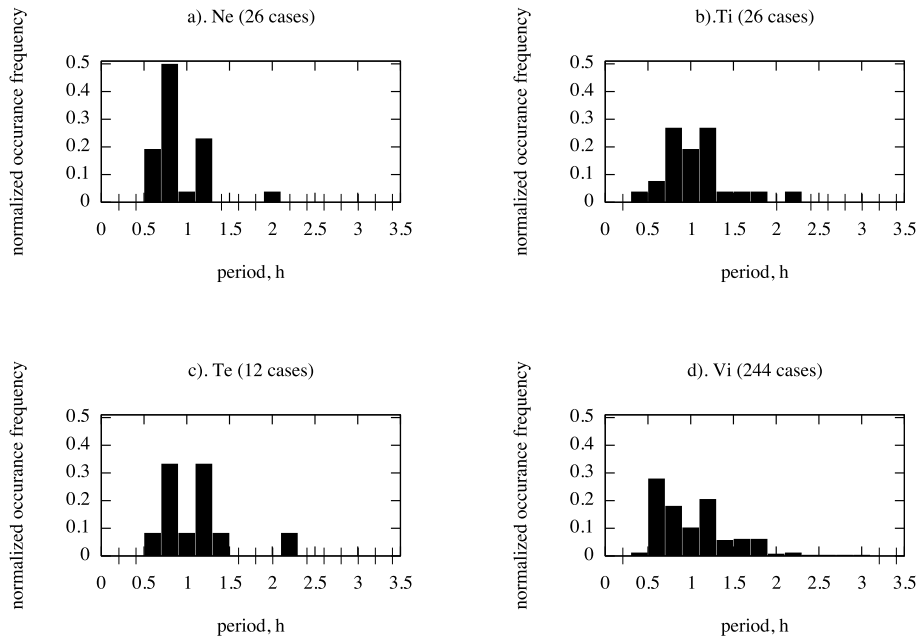 a). Ne (26 cases)
normalized occurance frequency
0.5
0.4
0.3
0.2
0.1
0
0 0.5 1 1.5 2 2.5 3 3.5
period, h
b).Ti (26 cases)
normalized occurance frequency
0.5
0.4
0.3
0.2
0.1
0
0 0.5 1 1.5 2 2.5 3 3.5
period, h
c). Te (12 cases)
normalized occurance frequency
0.5
0.4
0.3
0.2
0.1
0
0 0.5 1 1.5 2 2.5 3 3.5
period, h
d). Vi (244 cases)
normalized occurance frequency
0.5
0.4
0.3
0.2
0.1
0
0 0.5 1 1.5 2 2.5 3 3.5
period, h